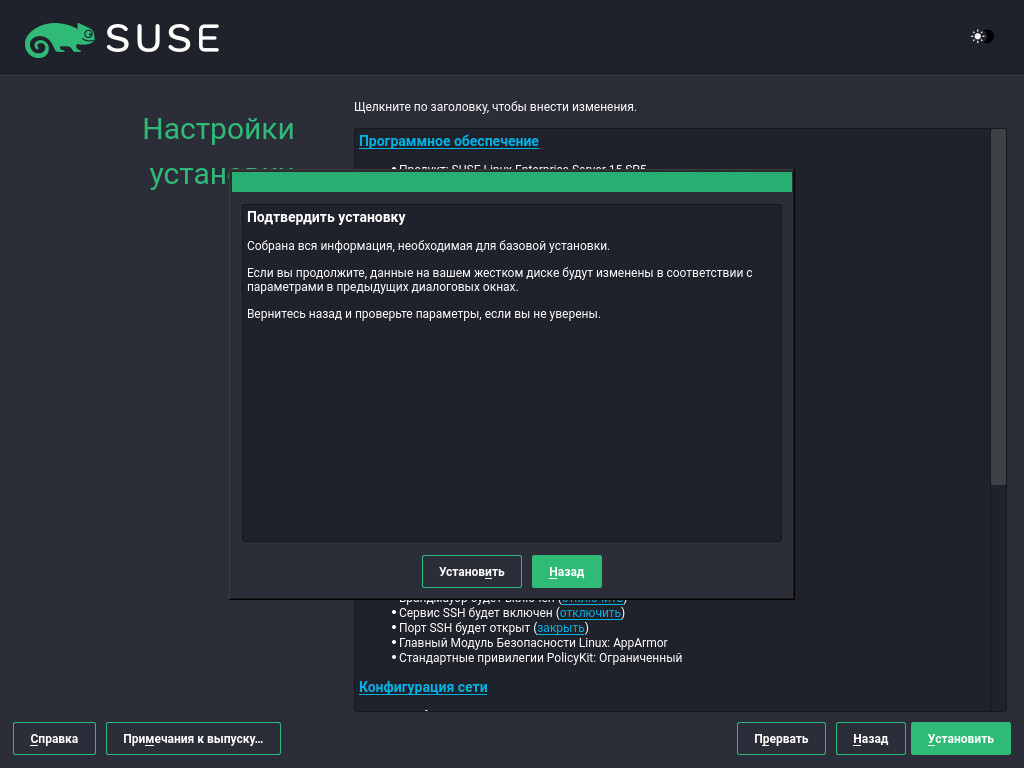 SUSE
Настройки
Щелкните по заголовку, чтобы внести изменения.
Программное обеспечение
Продукт: SUSE Linux Enterprise Server 15 SP5
Подтвердить установку
Собрана вся информация, необходимая для базовой установки.
Если вы продолжите, данные на вашем жестком диске будут изменены в соответствии с
параметрами в предыдущих диалоговых окнах.
Вернитесь назад и проверьте параметры, если вы не уверены.
Установить
Назад
Брандмауэр будет включен (отключить)
Сервис SSH будет включен (отключить)
Порт SSH будет открыт (закрыть)
Главный Модуль Безопасности Linux: AppArmor
Стандартные привилегии PolicyKit: Ограниченный
Конфигурация сети
Справка
Примечания к выпуску...
Прервать
Назад
Установить